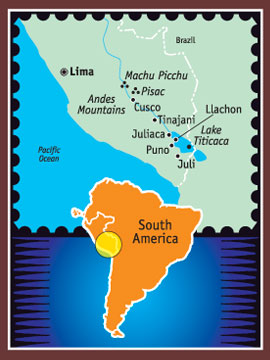 Brazil
Lima
Machu Picchu
Pisac
Andes
Mountains
Cusco
Tinajani
Llachon
Juliaca
Lake
Titicaca
Puno
Juli
Pacific
Ocean
South
America